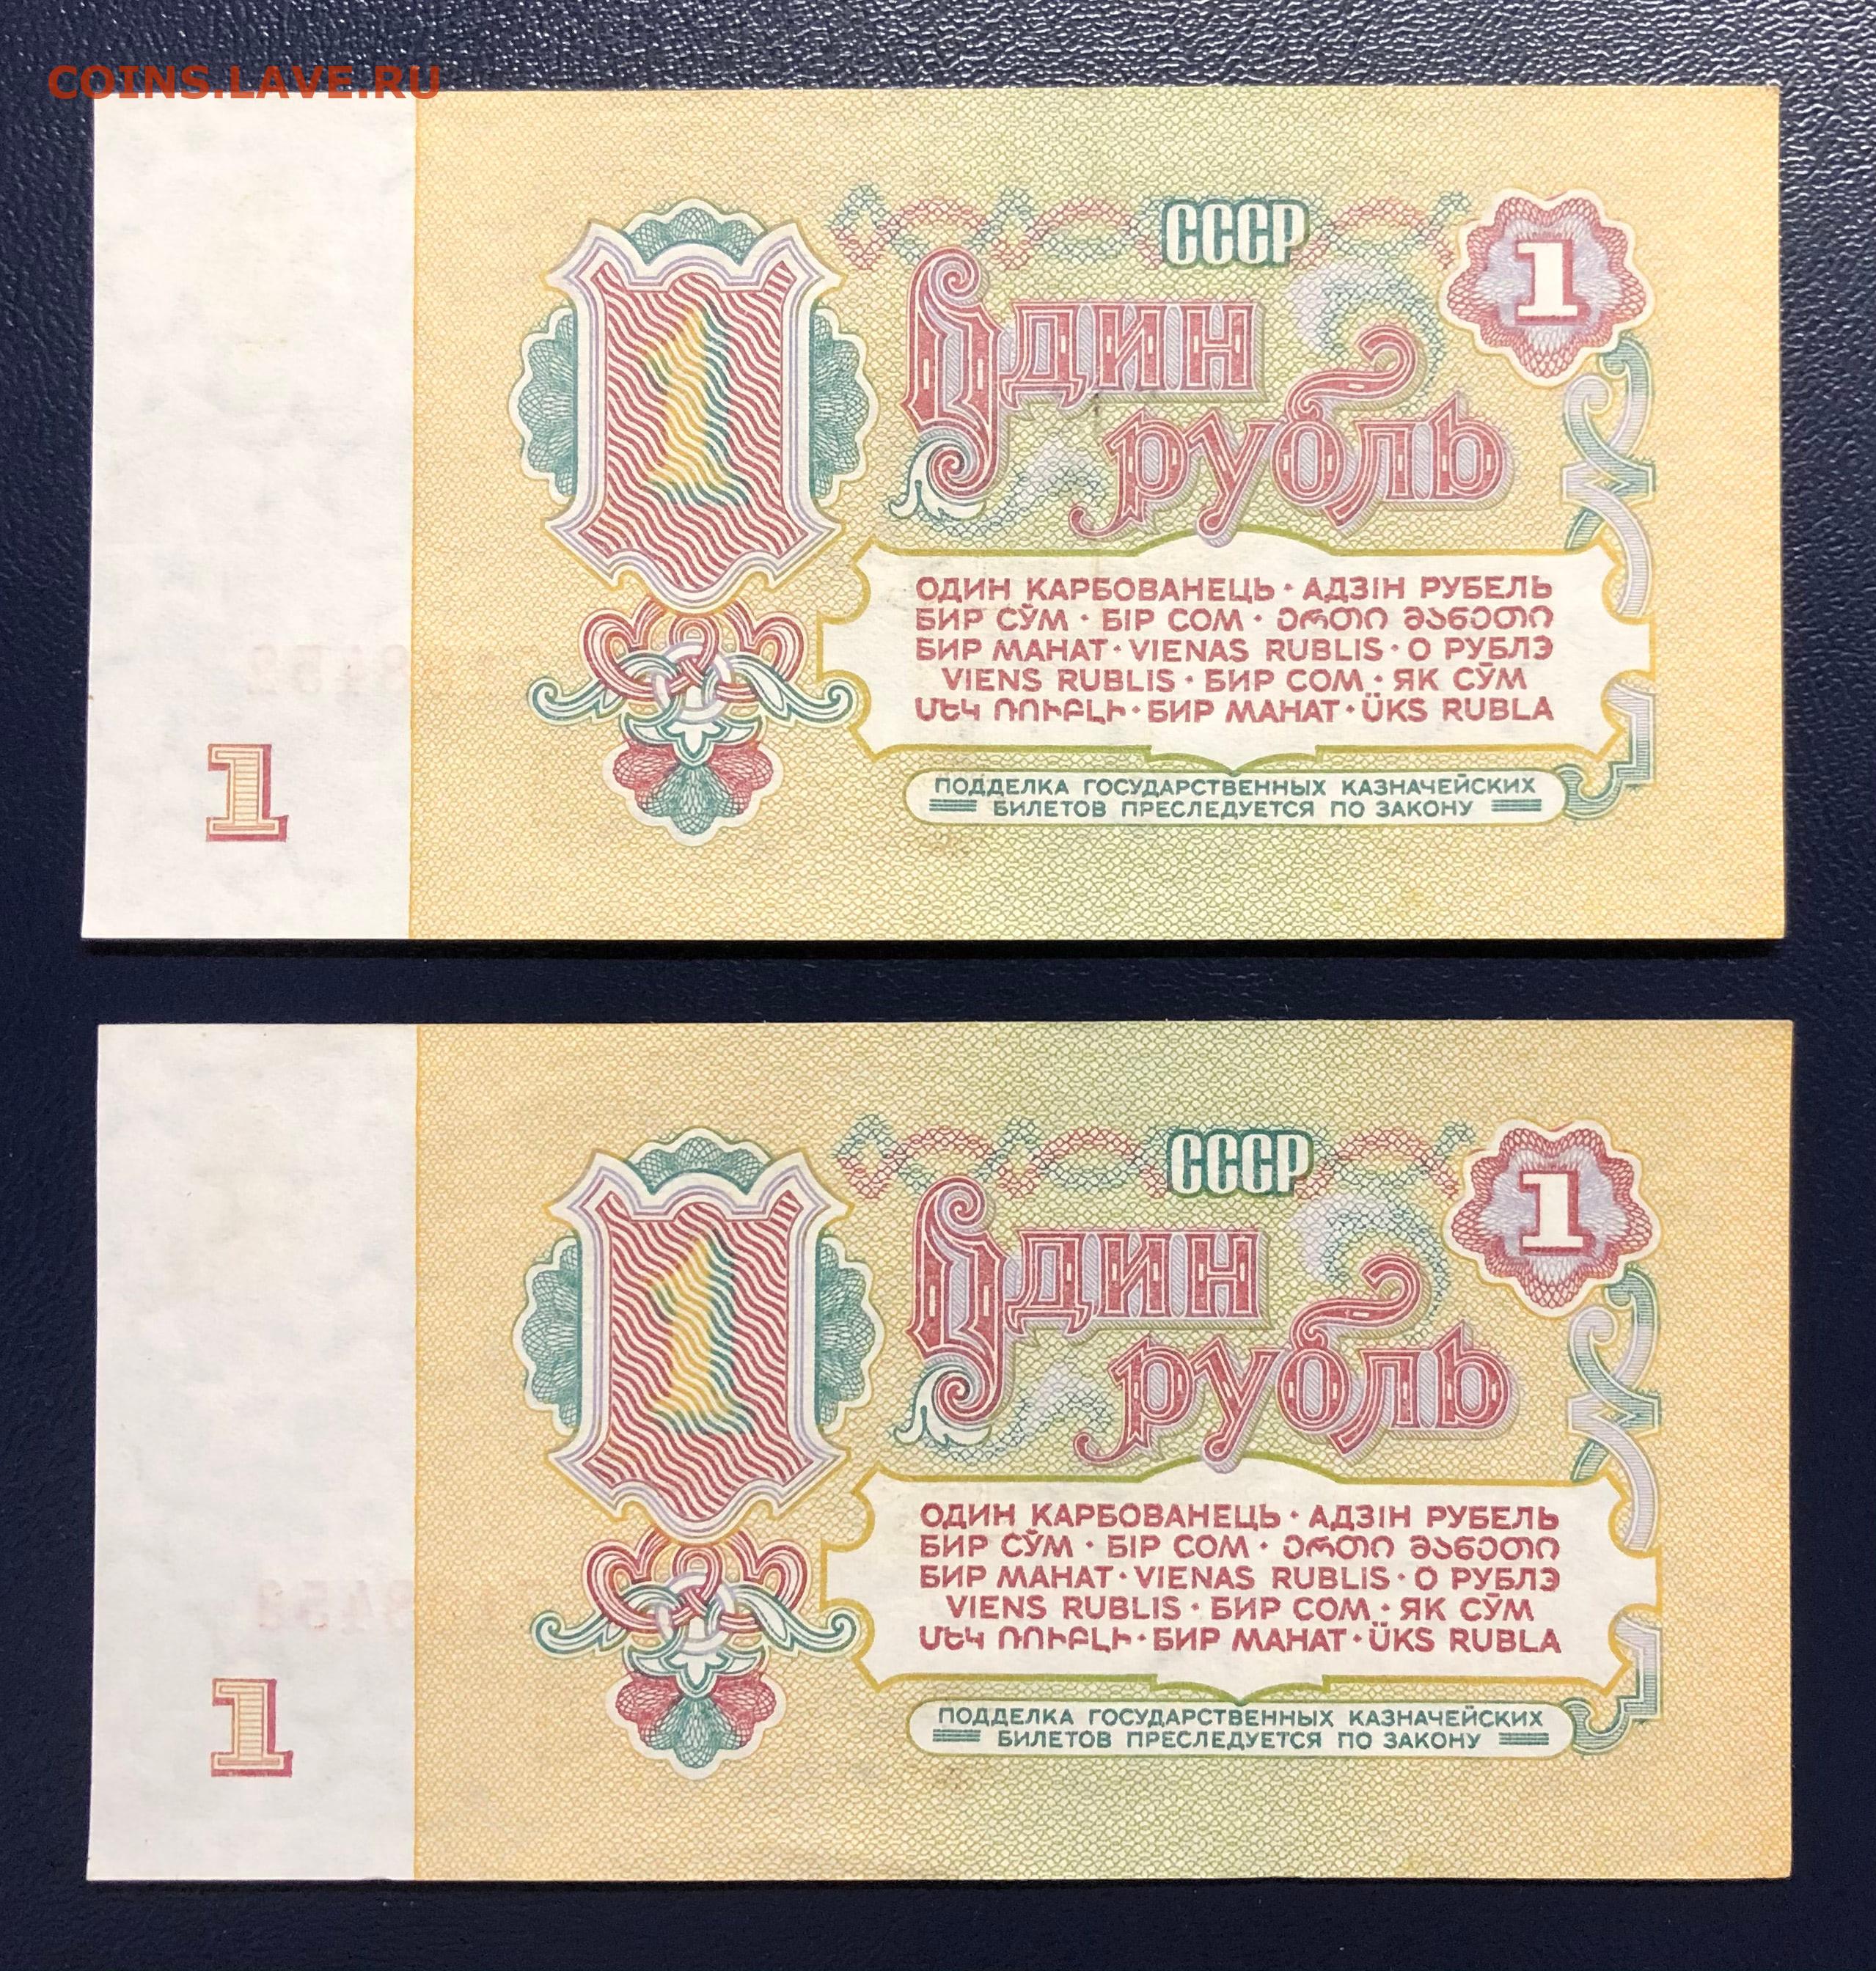 COINS.LAVE.RU
СССР
1
1
Один
рубль
ОДИН КАРБОВАНЕЦЬ · АДЗІН РУБЕЛЬ
БИР СЎМ · БІР СОМ · ᲔᲠᲗᲘ ᲛᲐᲜᲔᲗᲘ
БИР МАНАТ · VIENAS RUBLIS · О РУБЛЭ
VIENS RUBLIS · БИР СОМ · ЯК СӮМ
ՄԵԿ ՌՈՒԲԼԻ · БИР МАНАТ · ÜKS RUBLA
1
ПОДДЕЛКА ГОСУДАРСТВЕННЫХ КАЗНАЧЕЙСКИХ
БИЛЕТОВ ПРЕСЛЕДУЕТСЯ ПО ЗАКОНУ
СССР
1
1
Один
рубль
ОДИН КАРБОВАНЕЦЬ · АДЗІН РУБЕЛЬ
БИР СЎМ · БІР СОМ · ᲔᲠᲗᲘ ᲛᲐᲜᲔᲗᲘ
БИР МАНАТ · VIENAS RUBLIS · О РУБЛЭ
VIENS RUBLIS · БИР СОМ · ЯК СӮМ
ՄԵԿ ՌՈՒԲԼԻ · БИР МАНАТ · ÜKS RUBLA
1
ПОДДЕЛКА ГОСУДАРСТВЕННЫХ КАЗНАЧЕЙСКИХ
БИЛЕТОВ ПРЕСЛЕДУЕТСЯ ПО ЗАКОНУ